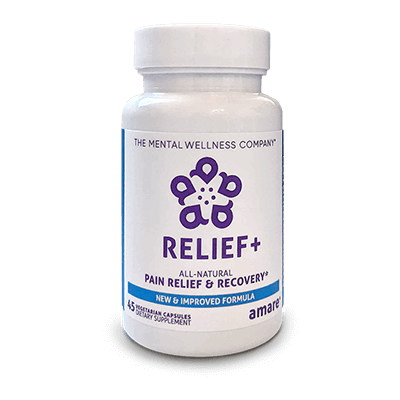 THE MENTAL WELLNESS COMPANY®
RELIEF+
ALL-NATURAL
PAIN RELIEF & RECOVERY◊
NEW & IMPROVED FORMULA
45 VEGETARIAN CAPSULES
DIETARY SUPPLEMENT
amare®